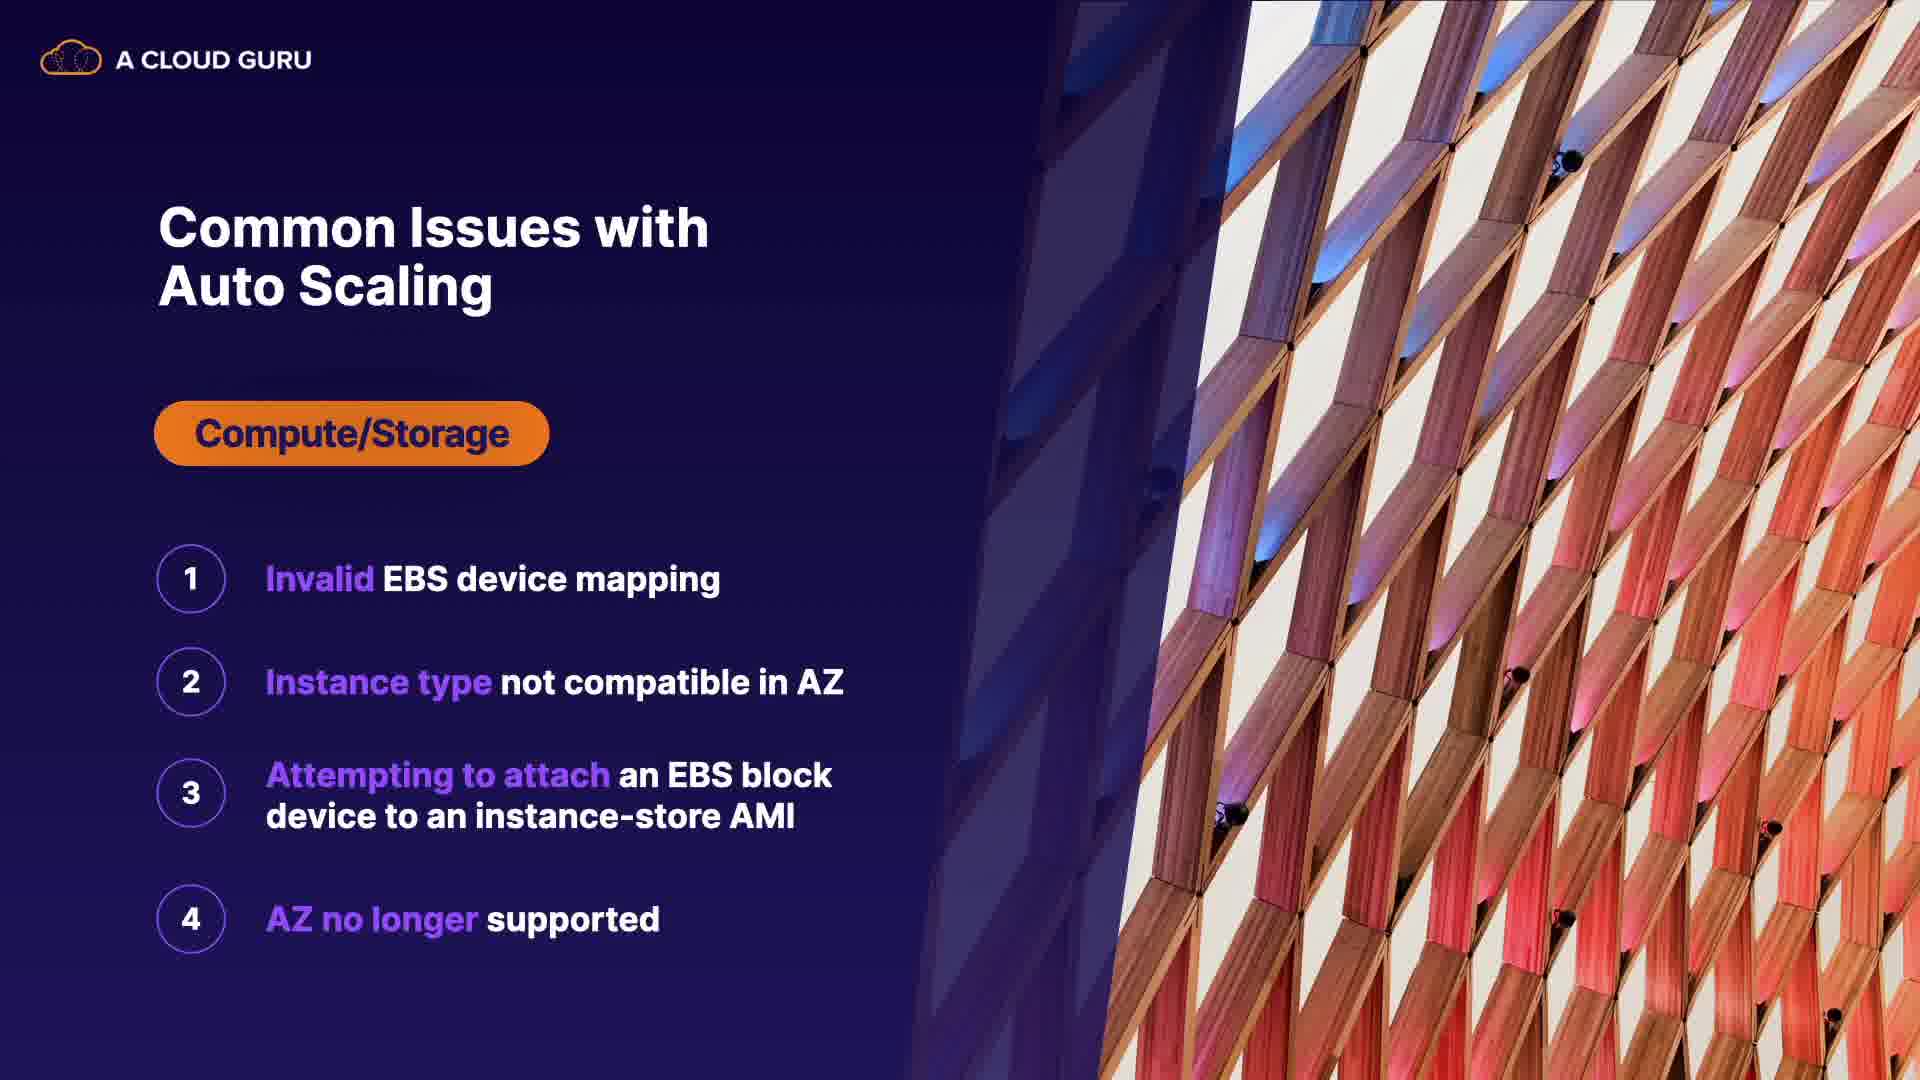 A CLOUD GURU
Common Issues with
Auto Scaling
Compute/Storage
1 Invalid EBS device mapping
2 Instance type not compatible in AZ
3 Attempting to attach an EBS block
device to an instance-store AMI
4 AZ no longer supported